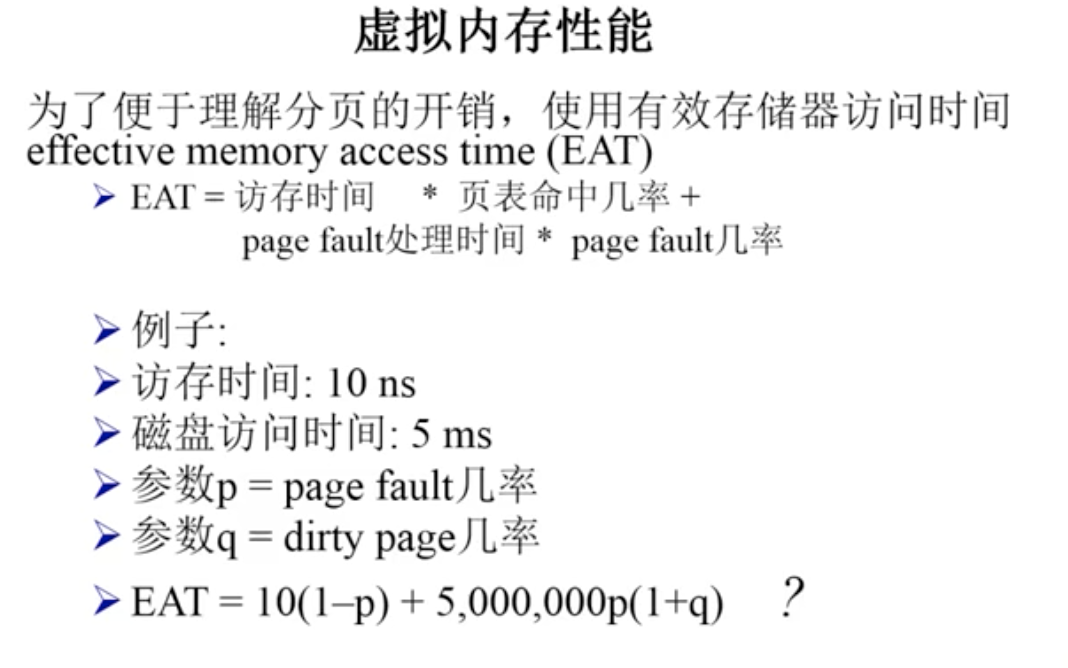 虚拟内存性能
为了便于理解分页的开销，使用有效存储器访问时间
effective memory access time (EAT)
➢ EAT = 访存时间 * 页表命中几率 +
page fault处理时间 * page fault几率
➢ 例子:
➢ 访存时间: 10 ns
➢ 磁盘访问时间: 5 ms
➢ 参数p = page fault几率
➢ 参数q = dirty page几率
➢ EAT = 10(1–p) + 5,000,000p(1+q) ?